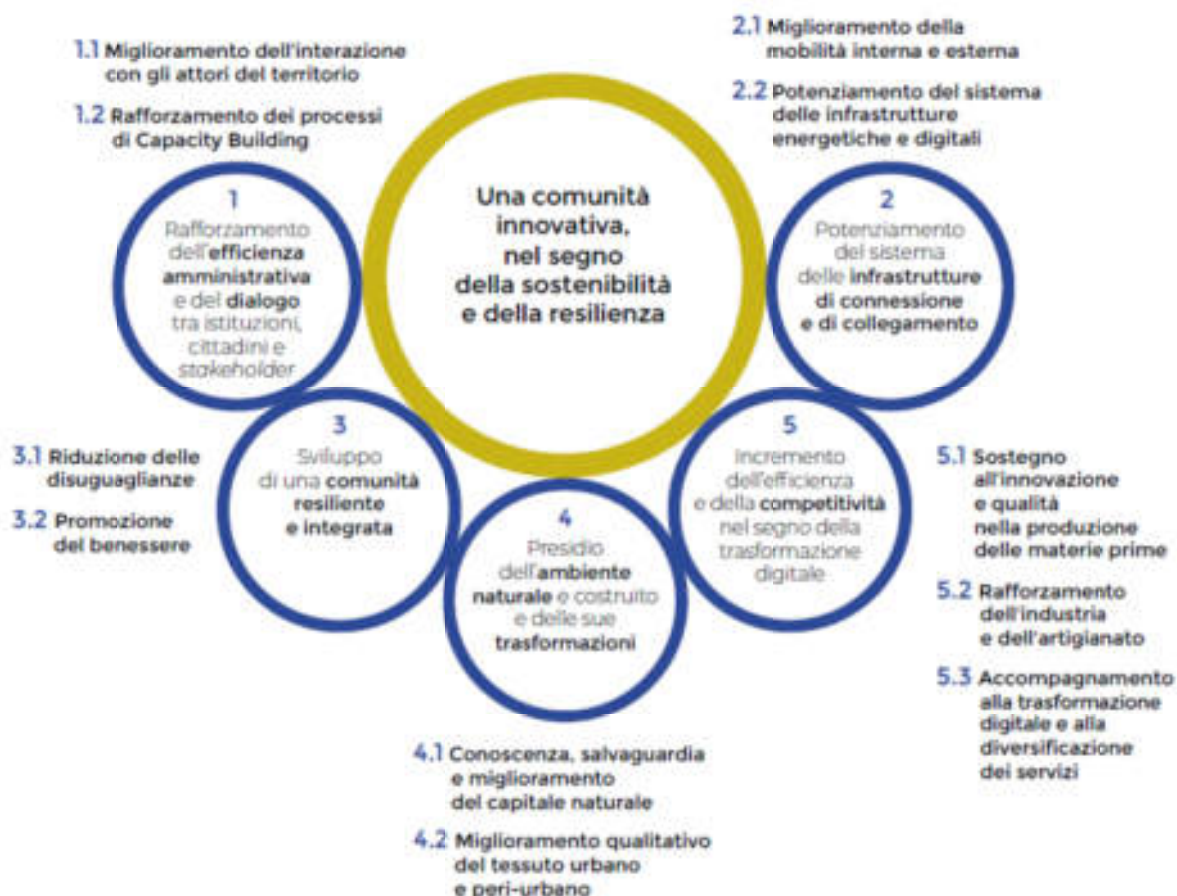 1.1 Miglioramento dell'interazione
con gli attori del territorio
1.2 Rafforzamento dei processi
di Capacity Building
2.1 Miglioramento della
mobilità interna e esterna
2.2 Potenziamento del sistema
delle infrastrutture
energetiche e digitali
Una comunità
innovativa,
nel segno
della sostenibilità
e della resilienza
1
Rafforzamento
dell'efficienza
amministrativa
e del dialogo
tra istituzioni,
cittadini e
stakeholder
2
Potenziamento
del sistema
delle infrastrutture
di connessione
e di collegamento
3
Sviluppo
di una comunità
resiliente
e integrata
3.1 Riduzione delle
disuguaglianze
3.2 Promozione
del benessere
4
Presidio
dell'ambiente
naturale e costruito
e delle sue
trasformazioni
4.1 Conoscenza, salvaguardia
e miglioramento
del capitale naturale
4.2 Miglioramento qualitativo
del tessuto urbano
e peri-urbano
5
Incremento
dell'efficienza
e della competitività
nel segno della
trasformazione
digitale
5.1 Sostegno
all'innovazione
e qualità
nella produzione
delle materie prime
5.2 Rafforzamento
dell'industria
e dell'artigianato
5.3 Accompagnamento
alla trasformazione
digitale e alla
diversificazione
dei servizi